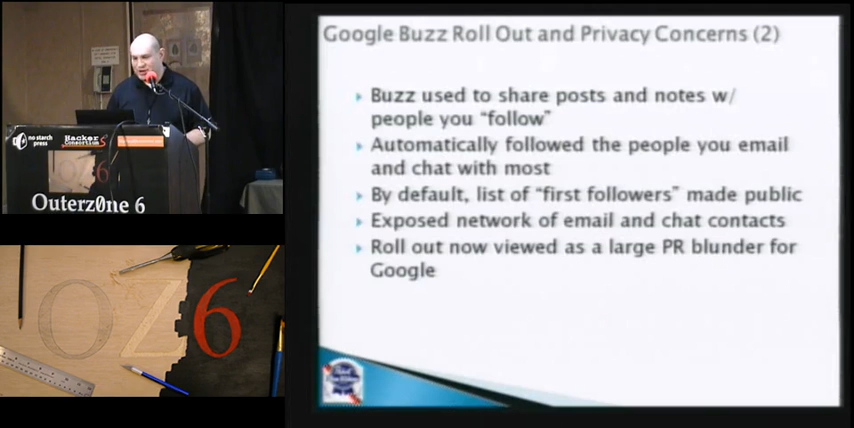 no starch
press
Hacker
Consortium
Outerz0ne 6
OZ6
Google Buzz Roll Out and Privacy Concerns (2)
Buzz used to share posts and notes w/
people you “follow”
Automatically followed the people you email
and chat with most
By default, list of “first followers” made public
Exposed network of email and chat contacts
Roll out now viewed as a large PR blunder for
Google